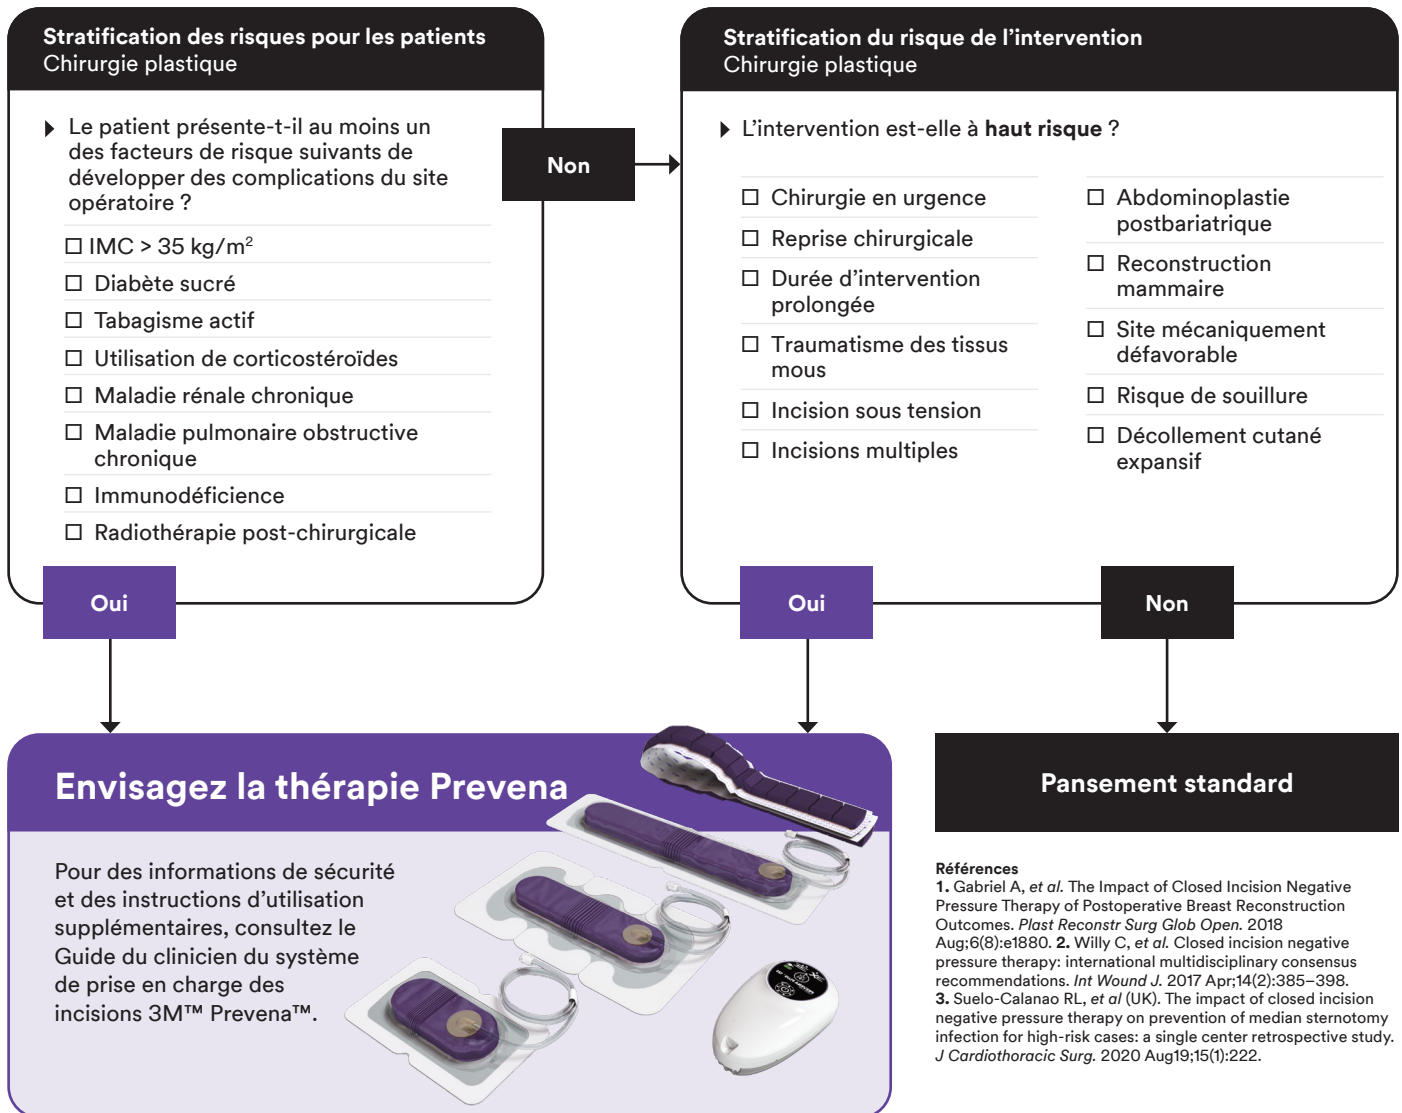 Stratification des risques pour les patients
Chirurgie plastique
Le patient présente-t-il au moins un
des facteurs de risque suivants de
développer des complications du site
opératoire ?
IMC > 35 kg/m²
Diabète sucré
Tabagisme actif
Utilisation de corticostéroïdes
Maladie rénale chronique
Maladie pulmonaire obstructive
chronique
Immunodéficience
Radiothérapie post-chirurgicale
Non
Oui
Stratification du risque de l’intervention
Chirurgie plastique
L’intervention est-elle à haut risque ?
Chirurgie en urgence
Reprise chirurgicale
Durée d’intervention
prolongée
Traumatisme des tissus
mous
Incision sous tension
Incisions multiples
Abdominoplastie
postbariatrique
Reconstruction
mammaire
Site mécaniquement
défavorable
Risque de souillure
Décollement cutané
expansif
Oui
Non
Envisagez la thérapie Prevena
Pour des informations de sécurité
et des instructions d’utilisation
supplémentaires, consultez le
Guide du clinicien du système
de prise en charge des
incisions 3M™ Prevena™.
Pansement standard
Références
1. Gabriel A, et al. The Impact of Closed Incision Negative
Pressure Therapy of Postoperative Breast Reconstruction
Outcomes. Plast Reconstr Surg Glob Open. 2018
Aug;6(8):e1880. 2. Willy C, et al. Closed incision negative
pressure therapy: international multidisciplinary consensus
recommendations. Int Wound J. 2017 Apr;14(2):385–398.
3. Suelo-Calanao RL, et al (UK). The impact of closed incision
negative pressure therapy on prevention of median sternotomy
infection for high-risk cases: a single center retrospective study.
J Cardiothoracic Surg. 2020 Aug19;15(1):222.